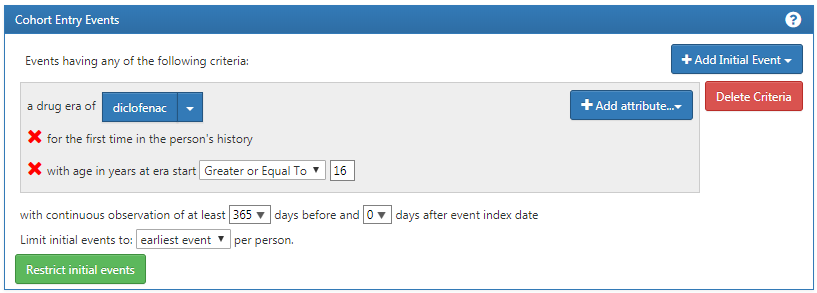 Cohort Entry Events ?
Events having any of the following criteria:
+ Add Initial Event
a drug era of diclofenac
+ Add attribute...
Delete Criteria
for the first time in the person's history
with age in years at era start Greater or Equal To 16
with continuous observation of at least 365 days before and 0 days after event index date
Limit initial events to: earliest event per person.
Restrict initial events